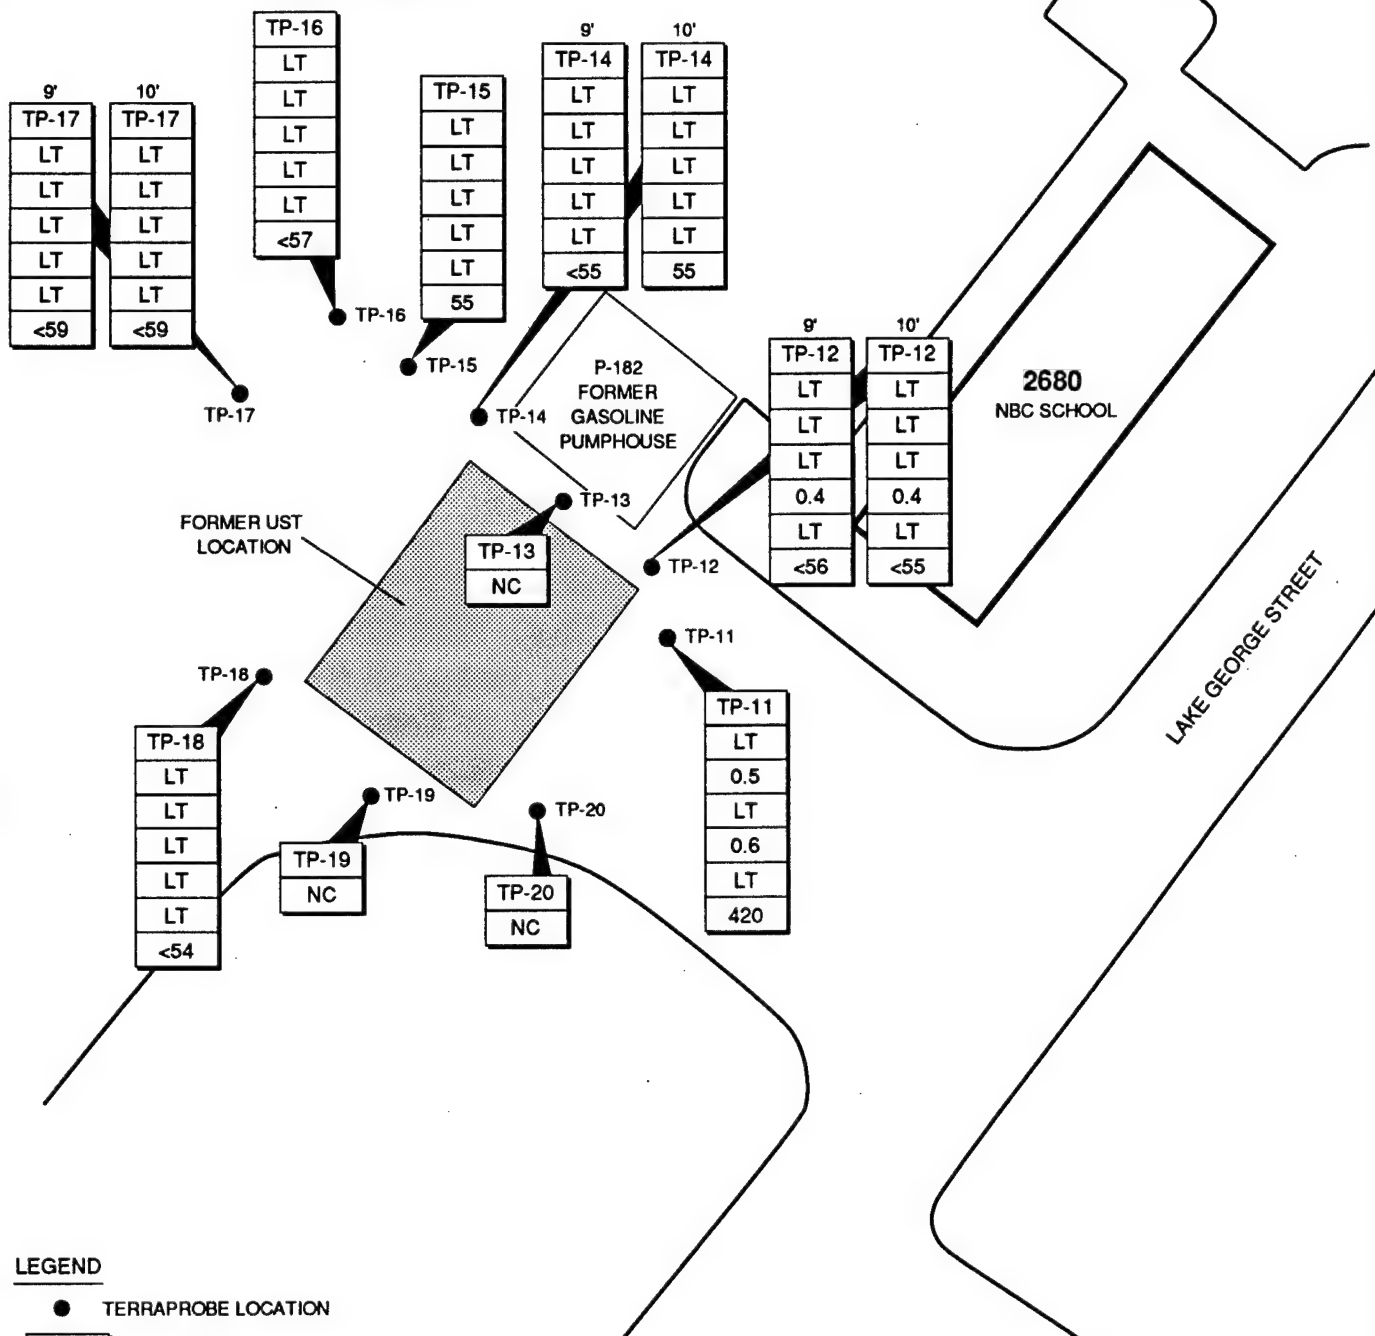 TP-16
LT
LT
LT
LT
LT
<57
9'
TP-14
LT
LT
LT
LT
LT
<55
10'
TP-14
LT
LT
LT
LT
LT
55
TP-15
LT
LT
LT
LT
LT
55
9'
TP-17
LT
LT
LT
LT
LT
<59
10'
TP-17
LT
LT
LT
LT
LT
<59
TP-16
TP-15
TP-17
TP-14
P-182
FORMER
GASOLINE
PUMPHOUSE
9'
TP-12
LT
LT
LT
0.4
LT
<56
10'
TP-12
LT
LT
LT
0.4
LT
<55
2680
NBC SCHOOL
TP-13
FORMER UST
LOCATION
TP-13
NC
TP-12
TP-11
LAKE GEORGE STREET
TP-18
TP-11
LT
0.5
LT
0.6
LT
420
TP-18
LT
LT
LT
LT
LT
<54
TP-19
TP-20
TP-19
NC
TP-20
NC
LEGEND
TERRAPROBE LOCATION